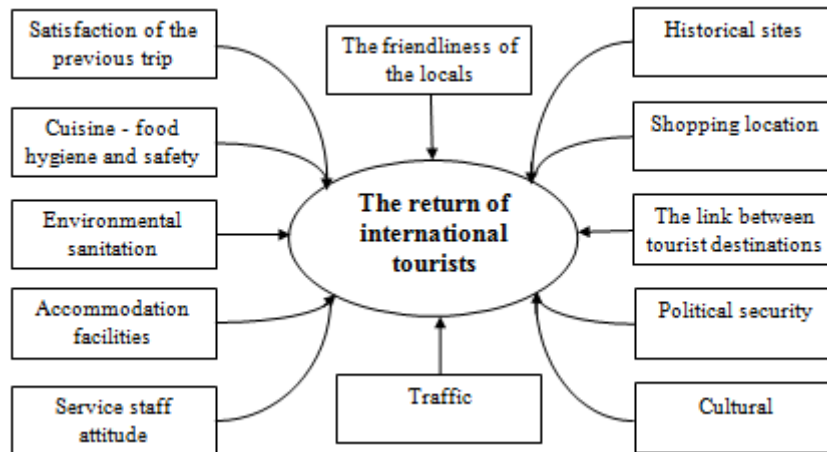 Satisfaction of the
previous trip
The friendliness of
the locals
Historical sites
Cuisine - food
hygiene and safety
Shopping location
The return of
international
tourists
Environmental
sanitation
The link between
tourist destinations
Accommodation
facilities
Political security
Service staff
attitude
Traffic
Cultural